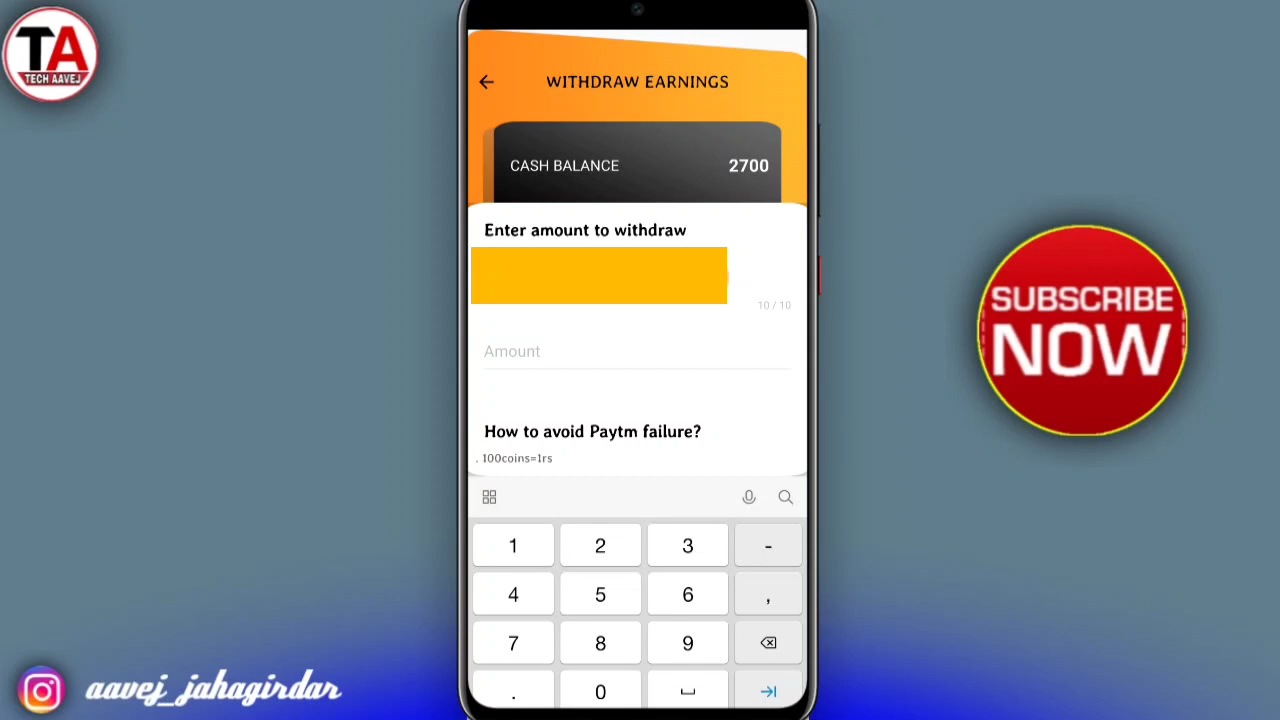 TA
TECH AAVEJ
WITHDRAW EARNINGS
CASH BALANCE 2700
Enter amount to withdraw
10 / 10
Amount
How to avoid Paytm failure?
. 100coins=1rs
SUBSCRIBE
NOW
1 2 3 -
4 5 6 ,
7 8 9
. 0
aavej_jahagirdar